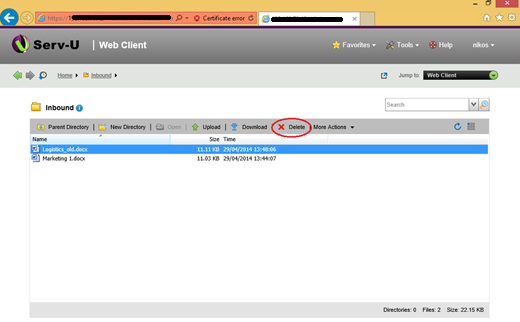 https://1 Certificate error
Serv-U | Web Client
Favorites Tools Help nikos
Home Inbound Jump to: Web Client
Inbound
Search
Parent Directory New Directory Open Upload Download Delete More Actions
Name Size Time
Logistics_old.docx 11.11 KB 29/04/2014 13:48:06
Marketing 1.docx 11.03 KB 29/04/2014 13:44:07
Directories: 0 Files: 2 Size: 22.15 KB